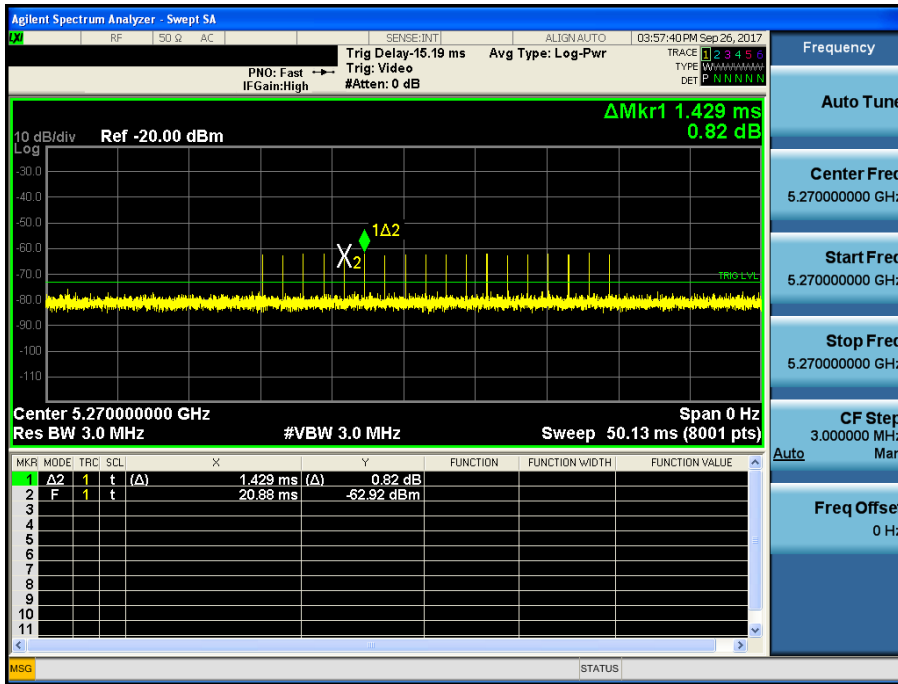 Agilent Spectrum Analyzer - Swept SA
LXI RF 50 Ω AC SENSE:INT ALIGN AUTO 03:57:40 PM Sep 26, 2017
Trig Delay-15.19 ms Avg Type: Log-Pwr TRACE 1 2 3 4 5 6
PNO: Fast Trig: Video TYPE WWWWWW
IFGain:High #Atten: 0 dB DET P N N N N N
ΔMkr1 1.429 ms
0.82 dB
10 dB/div Ref -20.00 dBm
Log
-30.0
-40.0
-50.0
1Δ2
-60.0
X2
-70.0
TRIG LVL
-80.0
-90.0
-100
-110
Center 5.270000000 GHz Span 0 Hz
Res BW 3.0 MHz #VBW 3.0 MHz Sweep 50.13 ms (8001 pts)
MKR MODE TRC SCL X Y FUNCTION FUNCTION WIDTH FUNCTION VALUE
1 Δ2 1 t (Δ) 1.429 ms (Δ) 0.82 dB
2 F 1 t 20.88 ms -62.92 dBm
3
4
5
6
7
8
9
10
11
MSG STATUS
Frequency
Auto Tune
Center Freq
5.270000000 GHz
Start Freq
5.270000000 GHz
Stop Freq
5.270000000 GHz
CF Step
3.000000 MHz
Auto Man
Freq Offset
0 Hz